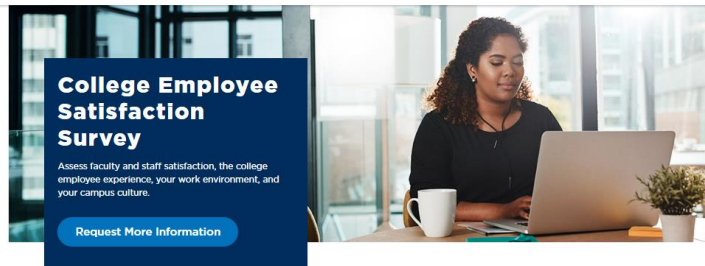 College Employee
Satisfaction
Survey
Assess faculty and staff satisfaction, the college
employee experience, your work environment, and
your campus culture.
Request More Information